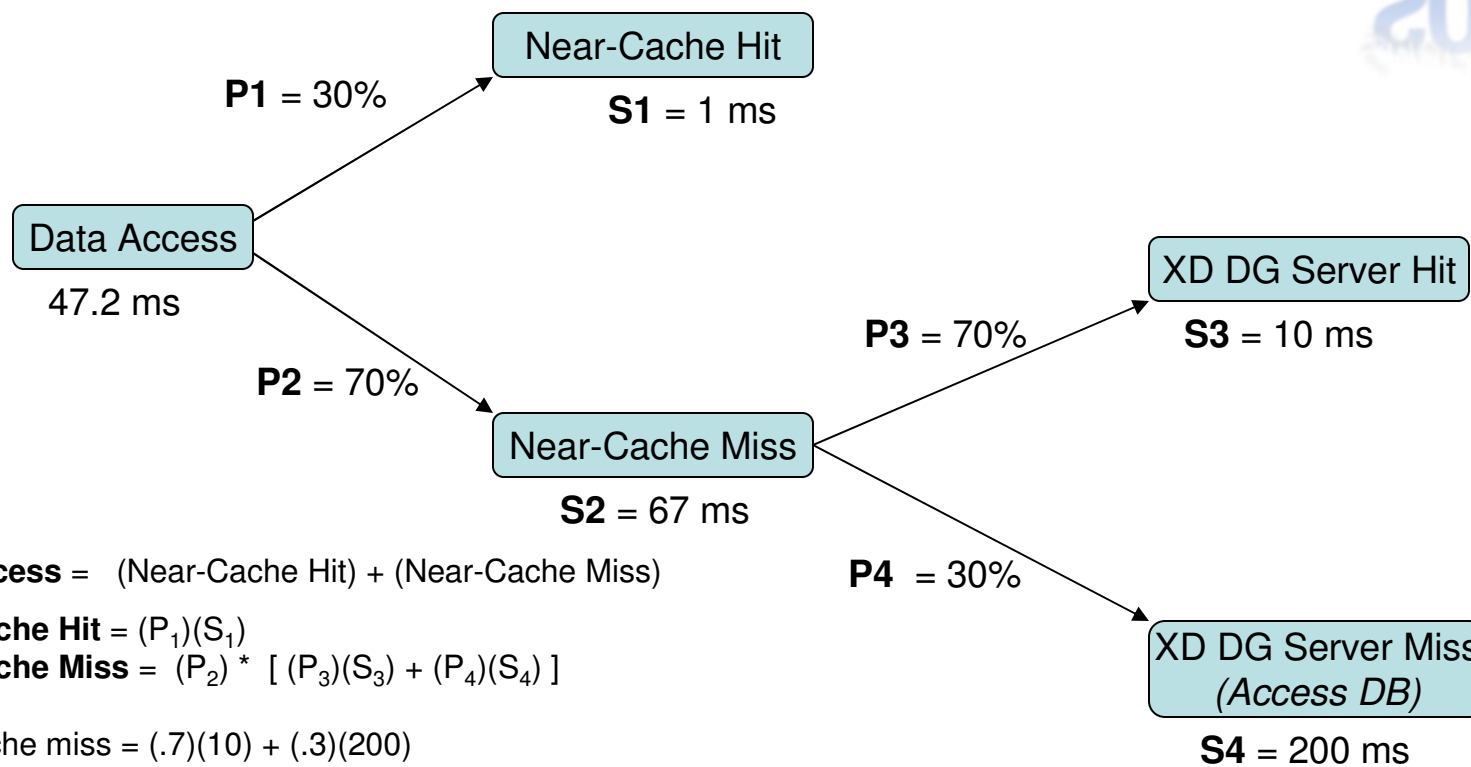 Near-Cache Hit
P1 = 30%
S1 = 1 ms
Data Access
47.2 ms
XD DG Server Hit
P3 = 70%
S3 = 10 ms
P2 = 70%
Near-Cache Miss
S2 = 67 ms
cess = (Near-Cache Hit) + (Near-Cache Miss)
P4 = 30%
che Hit = (P₁)(S₁)
che Miss = (P₂) * [ (P₃)(S₃) + (P₄)(S₄) ]
XD DG Server Miss
(Access DB)
che miss = (.7)(10) + (.3)(200)
S4 = 200 ms